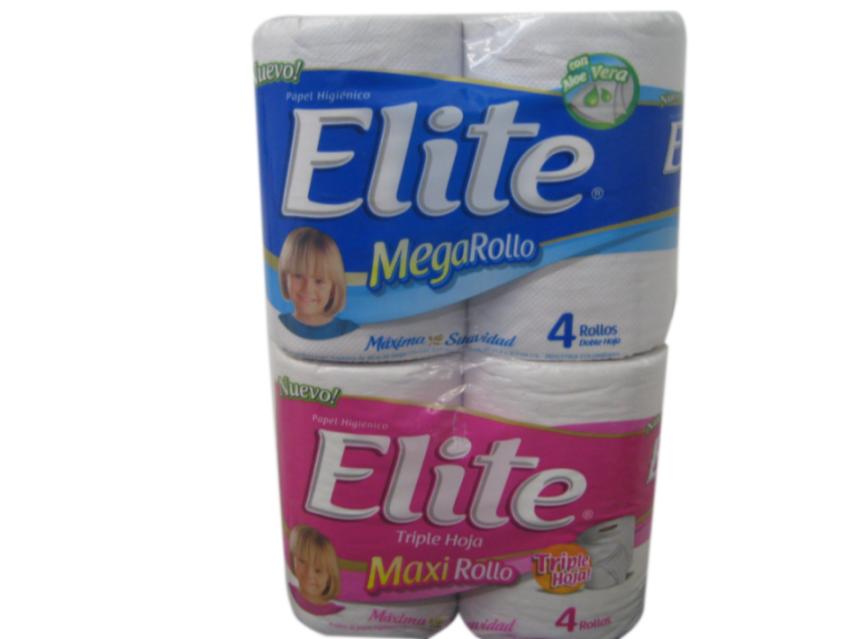 Nuevo!
con
Aloe Vera
Papel Higiénico
Elite®
MegaRollo
Máxima Suavidad
4 Rollos
Doble Hoja
Nuevo!
Papel Higiénico
Elite®
Triple Hoja
Maxi Rollo
Triple
Hoja!
Máxima
4 Rollos